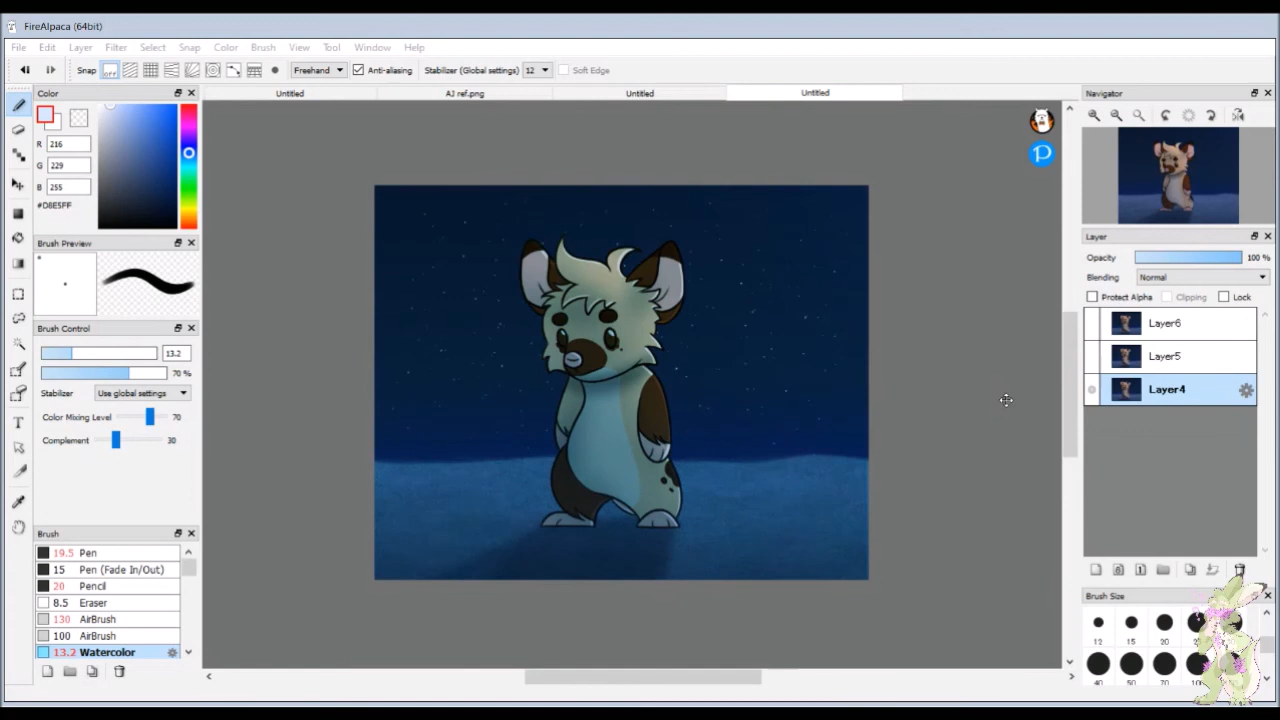 FireAlpaca (64bit)
File Edit Layer Filter Select Snap Color Brush View Tool Window Help
Snap OFF Freehand Anti-aliasing Stabilizer (Global settings) 12 Soft Edge
Color Untitled AJ ref.png Untitled Untitled Navigator
R 216
G 229
B 255
#D8E5FF
Brush Preview
Brush Control
13.2
70 %
Stabilizer Use global settings
Color Mixing Level 70
Complement 30
Brush
19.5 Pen
15 Pen (Fade In/Out)
20 Pencil
8.5 Eraser
130 AirBrush
100 AirBrush
13.2 Watercolor
P
Layer
Opacity 100 %
Blending Normal
Protect Alpha Clipping Lock
Layer6
Layer5
Layer4
8 1
Brush Size
12 15 20
40 50 70